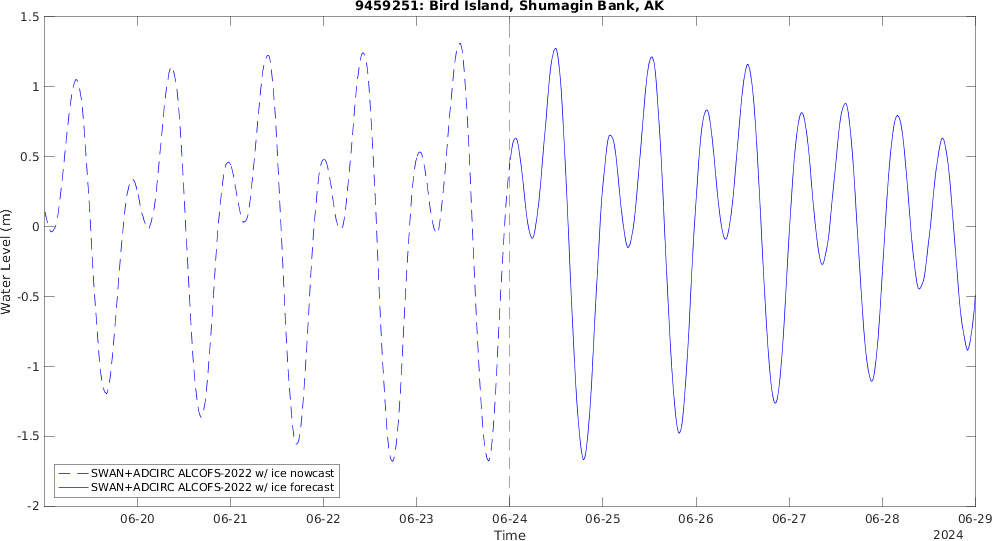 9459251: Bird Island, Shumagin Bank, AK
Water Level (m)
1.5
1
0.5
0
-0.5
-1
-1.5
-2
SWAN+ADCIRC ALCOFS-2022 w/ ice nowcast
SWAN+ADCIRC ALCOFS-2022 w/ ice forecast
06-20 06-21 06-22 06-23 06-24 06-25 06-26 06-27 06-28 06-29
Time
2024